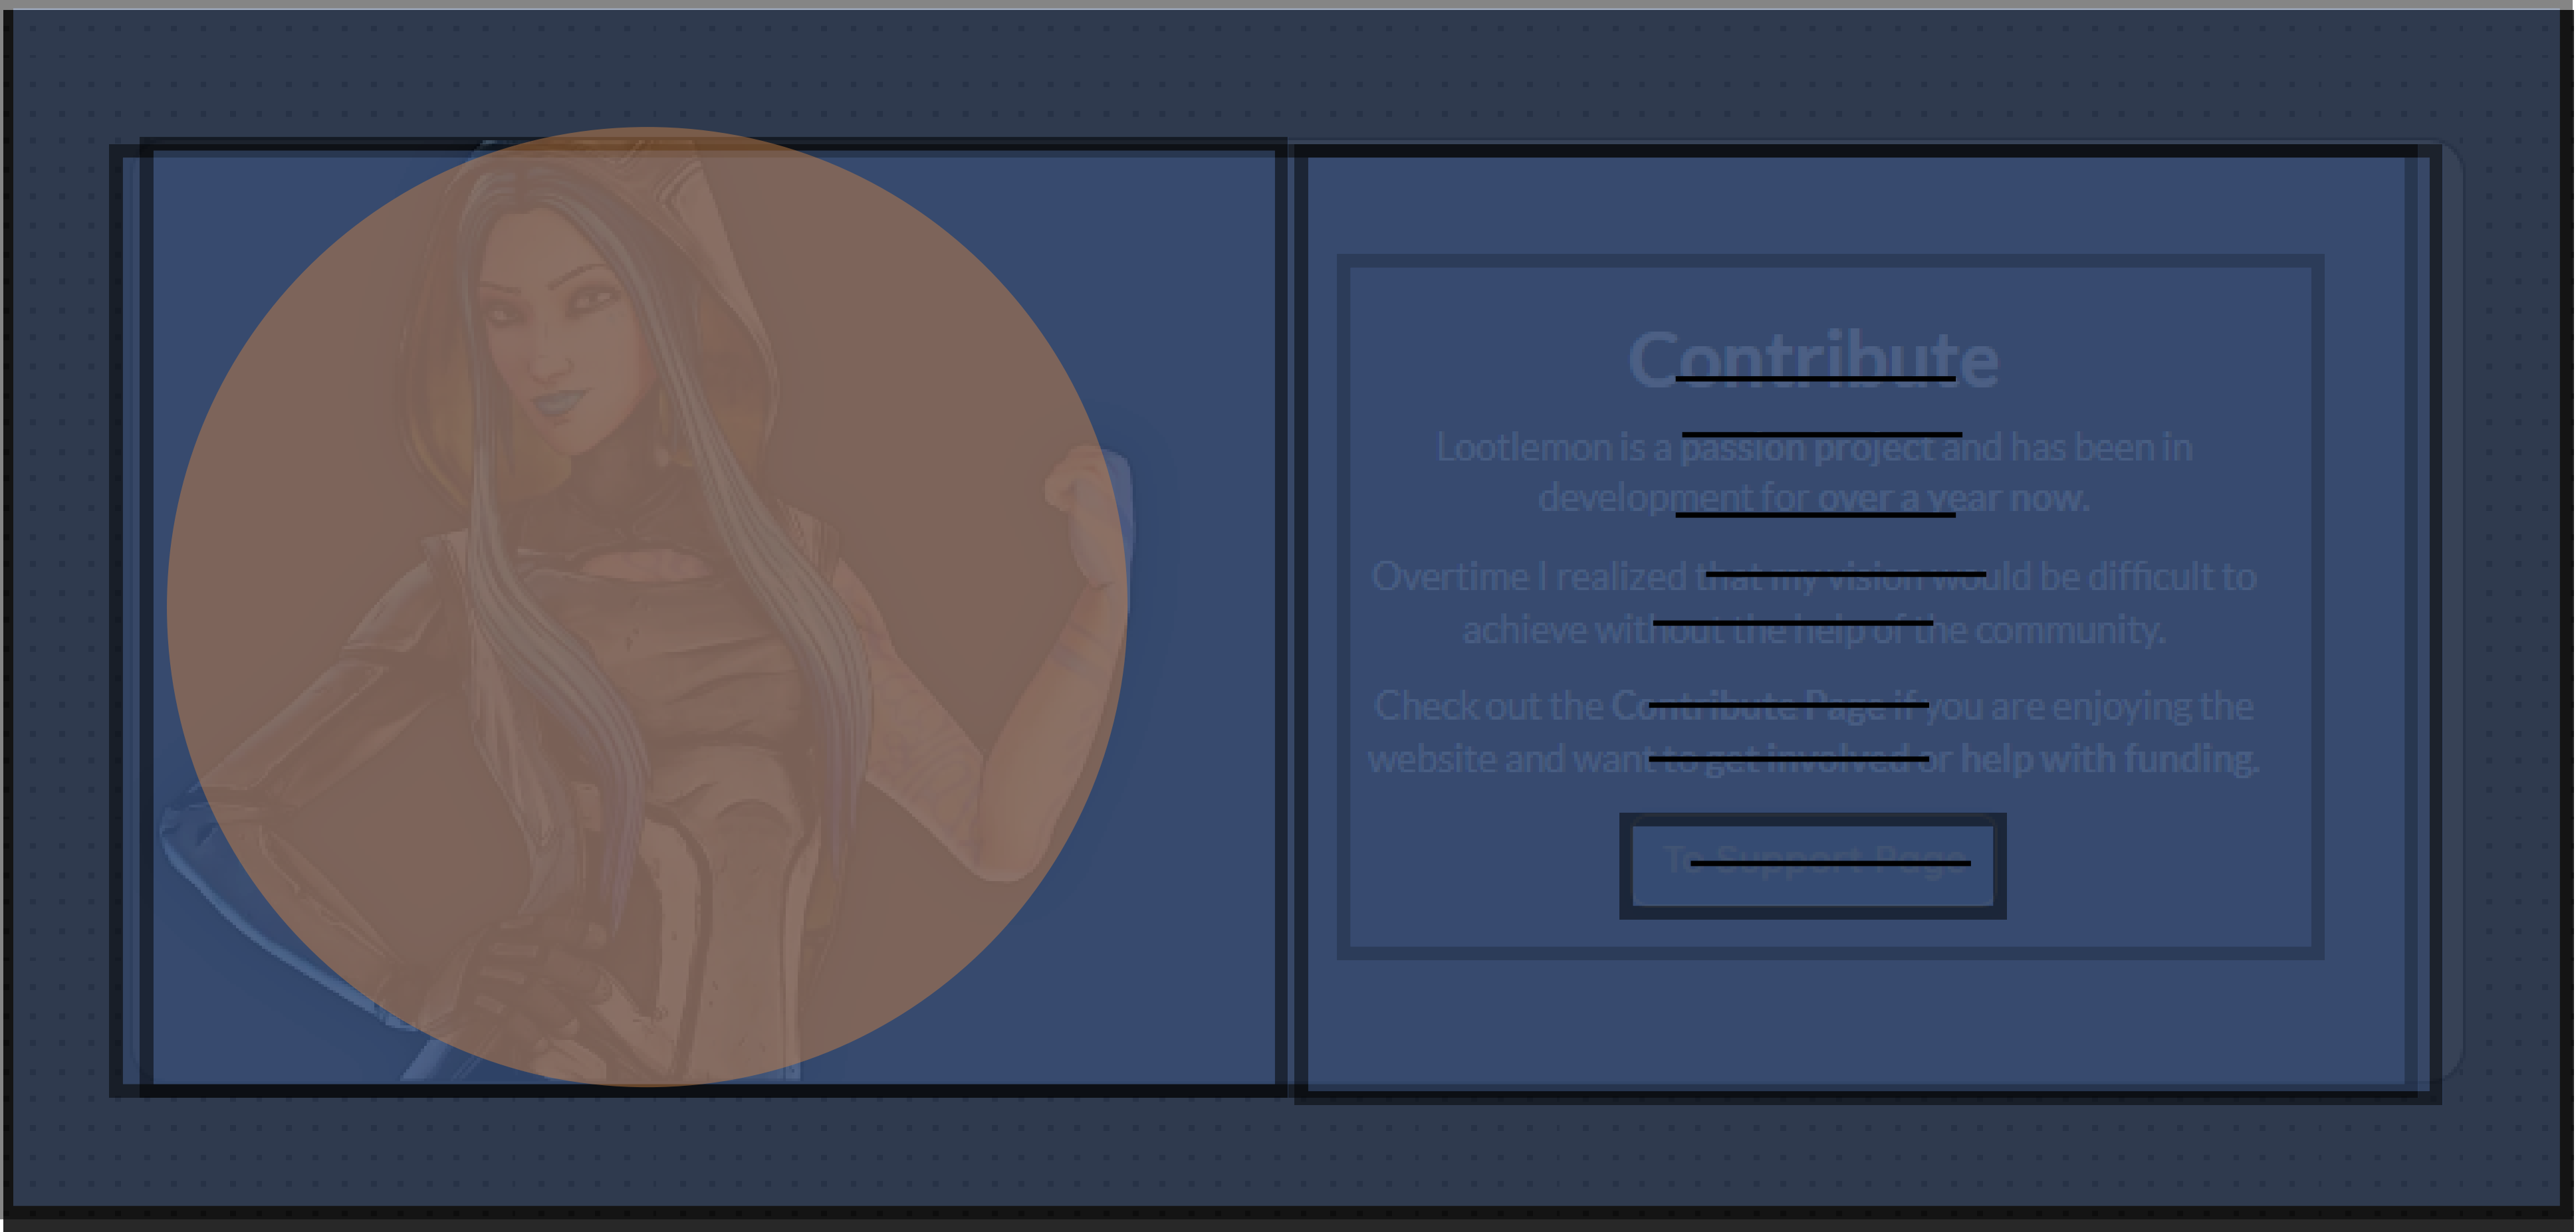 Contribute
Lootlemon is a passion project and has been in
development for over a year now.
Overtime I realized that my vision would be difficult to
achieve without the help of the community.
Check out the Contribute Page if you are enjoying the
website and want to get involved or help with funding.
To Support Page